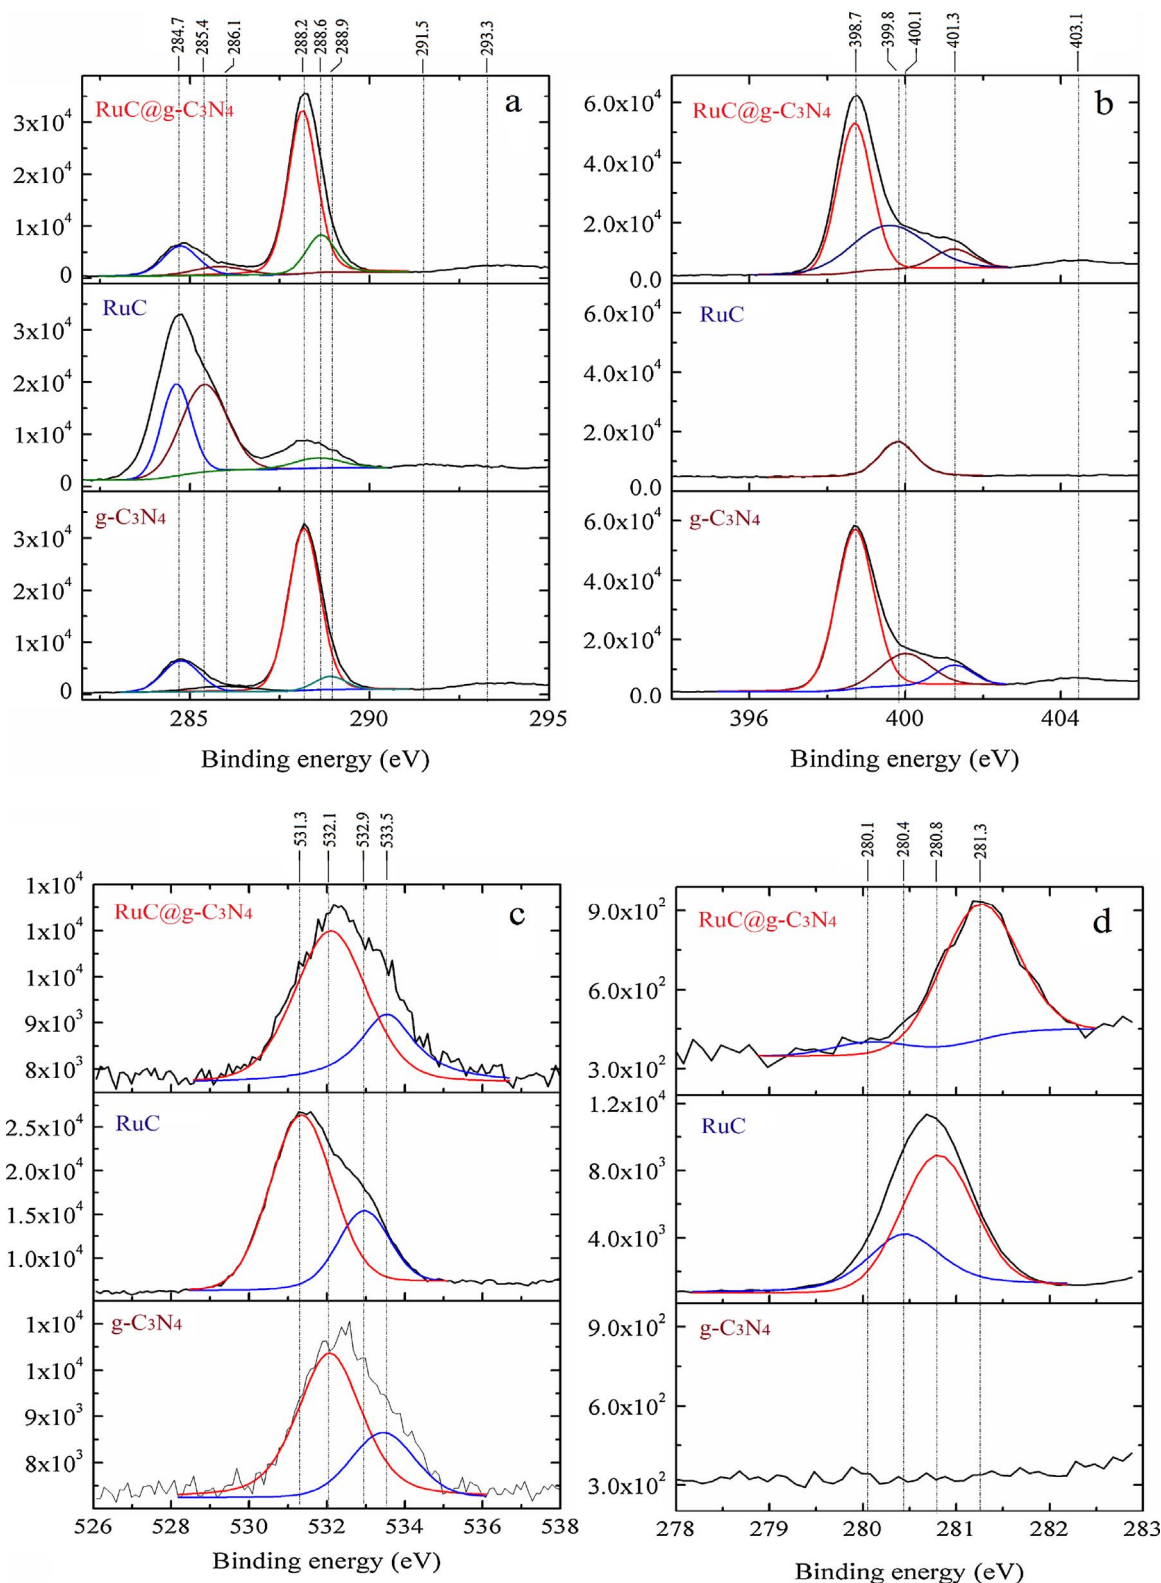 284.7
285.4
286.1
288.2
288.6
288.9
291.5
293.3
a
RuC@g-C3N4
3x10^4
2x10^4
1x10^4
0
RuC
3x10^4
2x10^4
1x10^4
0
g-C3N4
3x10^4
2x10^4
1x10^4
0
285 290 295
Binding energy (eV)
398.7
399.8
400.1
401.3
403.1
b
RuC@g-C3N4
6.0x10^4
4.0x10^4
2.0x10^4
0.0
RuC
6.0x10^4
4.0x10^4
2.0x10^4
0.0
g-C3N4
6.0x10^4
4.0x10^4
2.0x10^4
0.0
396 400 404
Binding energy (eV)
531.3
532.1
532.9
533.5
c
RuC@g-C3N4
1x10^4
1x10^4
1x10^4
9x10^3
8x10^3
RuC
2.5x10^4
2.0x10^4
1.5x10^4
1.0x10^4
g-C3N4
1x10^4
1x10^4
9x10^3
8x10^3
526 528 530 532 534 536 538
Binding energy (eV)
280.1
280.4
280.8
281.3
d
RuC@g-C3N4
9.0x10^2
6.0x10^2
3.0x10^2
RuC
1.2x10^4
8.0x10^3
4.0x10^3
0.0
g-C3N4
9.0x10^2
6.0x10^2
3.0x10^2
278 279 280 281 282 283
Binding energy (eV)